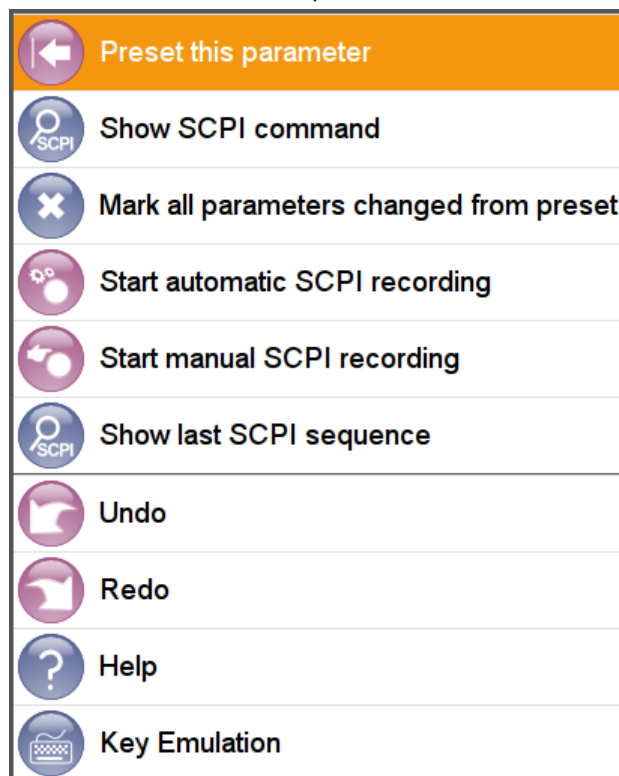 Preset this parameter
SCPI
Show SCPI command
Mark all parameters changed from preset
Start automatic SCPI recording
Start manual SCPI recording
SCPI
Show last SCPI sequence
Undo
Redo
?
Help
Key Emulation